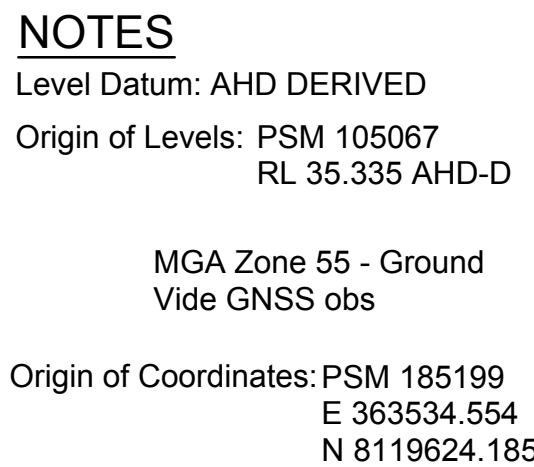 NOTES
Level Datum: AHD DERIVED
Origin of Levels: PSM 105067
RL 35.335 AHD-D
MGA Zone 55 - Ground
Vide GNSS obs
Origin of Coordinates: PSM 185199
E 363534.554
N 8119624.185